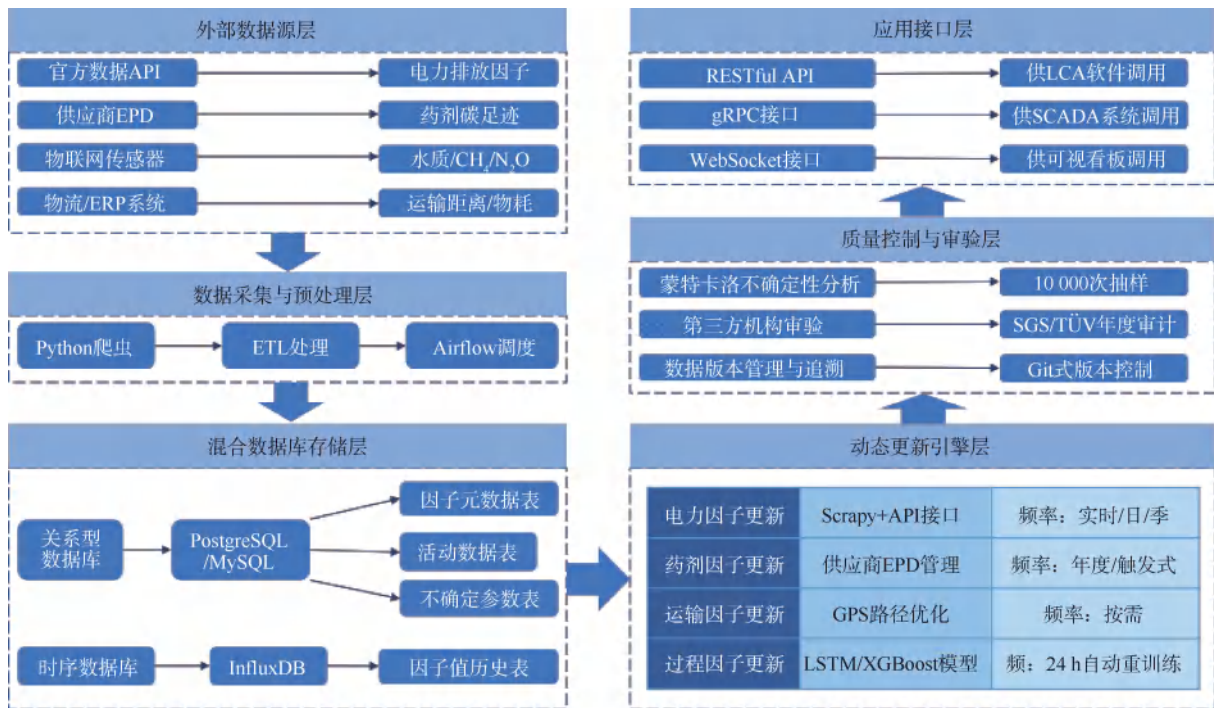 外部数据源层
官方数据API
电力排放因子
供应商EPD
药剂碳足迹
物联网传感器
水质/CH₄/N₂O
物流/ERP系统
运输距离/物耗
数据采集与预处理层
Python爬虫
ETL处理
Airflow调度
混合数据库存储层
关系型
数据库
PostgreSQL
/MySQL
因子元数据表
活动数据表
不确定参数表
时序数据库
InfluxDB
因子值历史表
应用接口层
RESTful API
供LCA软件调用
gRPC接口
供SCADA系统调用
WebSocket接口
供可视看板调用
质量控制与审验层
蒙特卡洛不确定性分析
10 000次抽样
第三方机构审验
SGS/TÜV年度审计
数据版本管理与追溯
Git式版本控制
动态更新引擎层
电力因子更新
Scrapy+API接口
频率：实时/日/季
药剂因子更新
供应商EPD管理
频率：年度/触发式
运输因子更新
GPS路径优化
频率：按需
过程因子更新
LSTM/XGBoost模型
频：24 h自动重训练